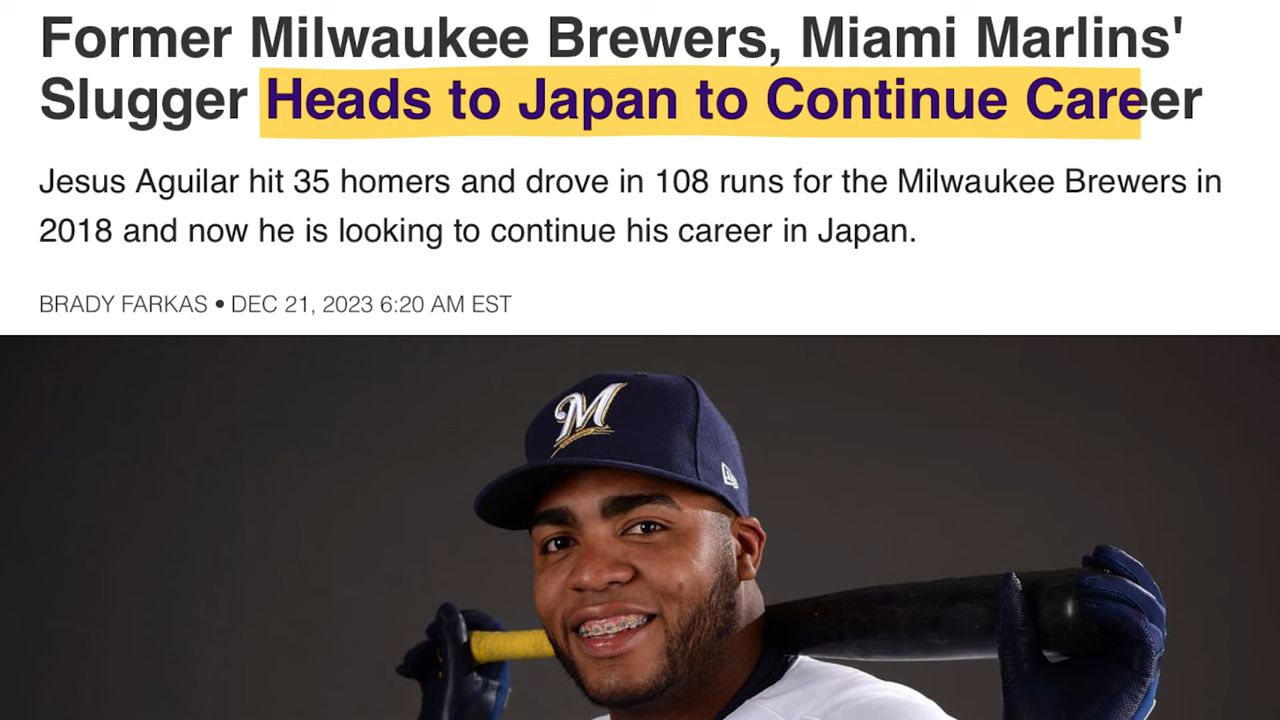 Former Milwaukee Brewers, Miami Marlins'
Slugger Heads to Japan to Continue Career
Jesus Aguilar hit 35 homers and drove in 108 runs for the Milwaukee Brewers in
2018 and now he is looking to continue his career in Japan.
BRADY FARKAS • DEC 21, 2023 6:20 AM EST
M